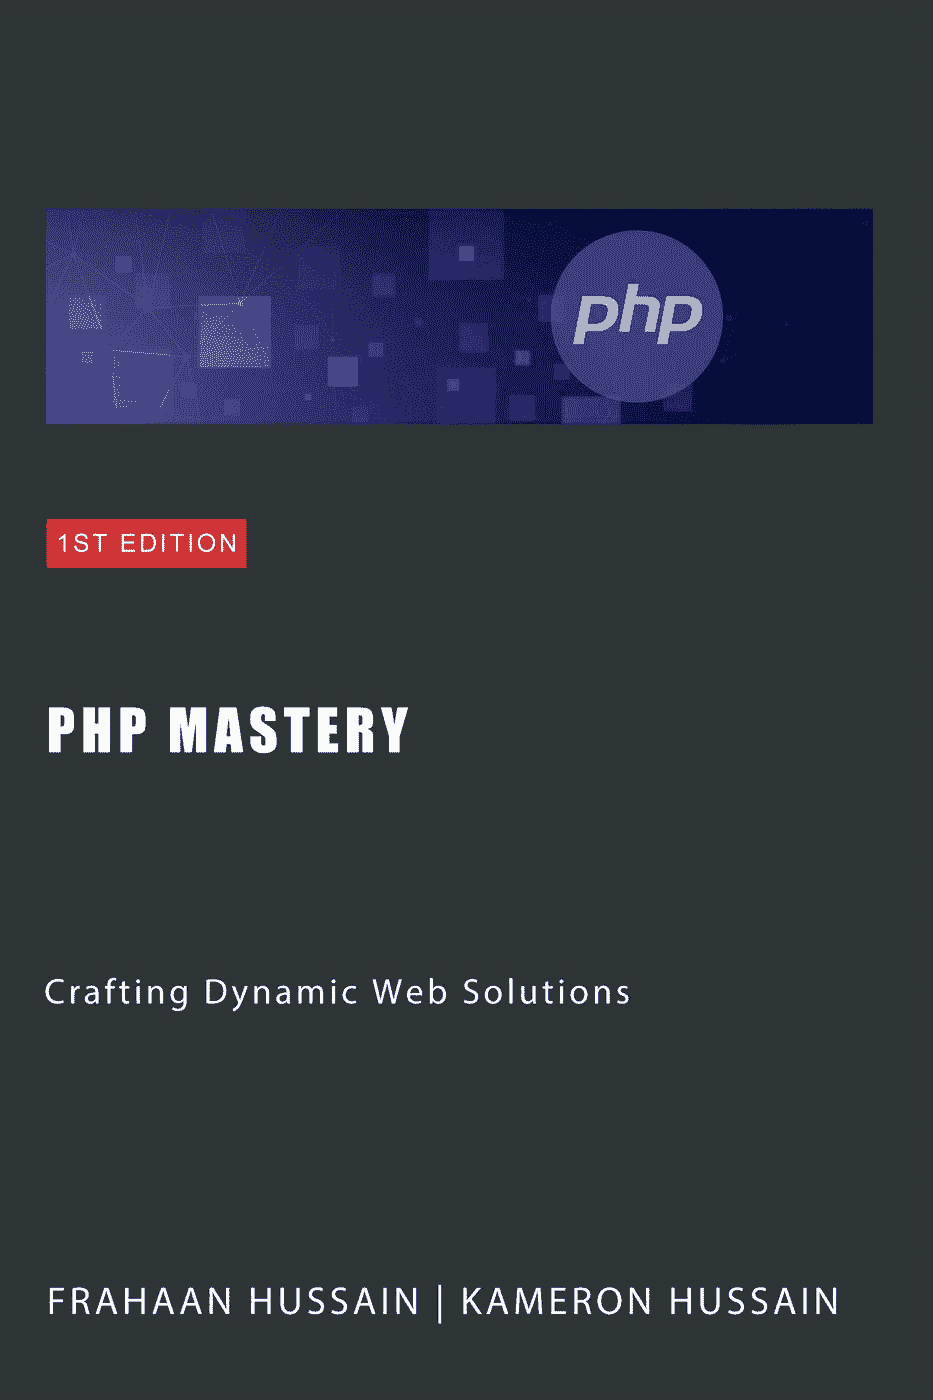 php
1ST EDITION
PHP MASTERY
Crafting Dynamic Web Solutions
FRAHAAN HUSSAIN | KAMERON HUSSAIN